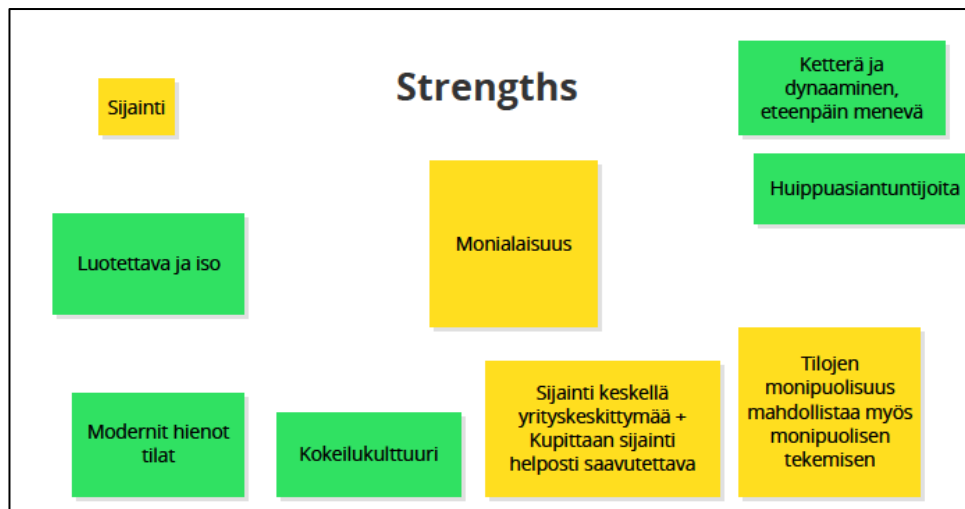 Strengths
Sijainti
Ketterä ja
dynaaminen,
eteenpäin menevä
Huippuasiantuntijoita
Monialaisuus
Luotettava ja iso
Modernit hienot
tilat
Kokeilukulttuuri
Sijainti keskellä
yrityskeskittymää +
Kupittaan sijainti
helposti saavutettava
Tilojen
monipuolisuus
mahdollistaa myös
monipuolisen
tekemisen